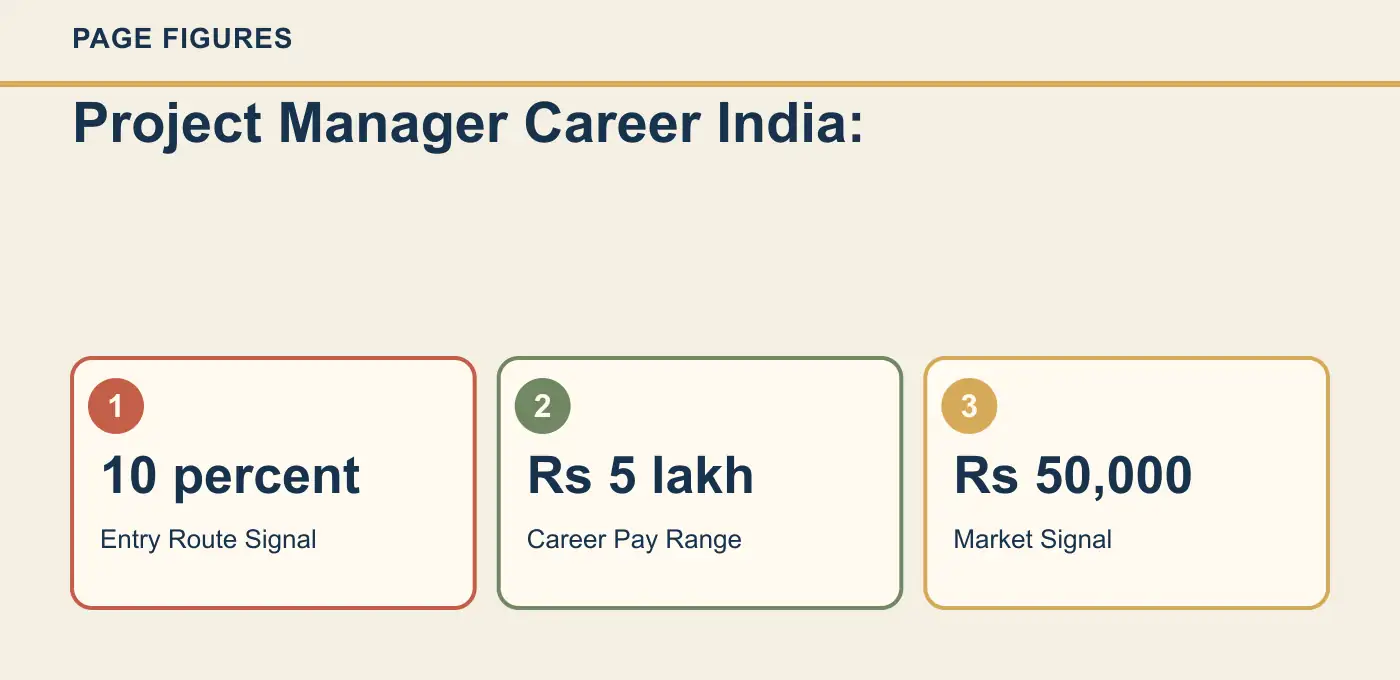 PAGE FIGURES
Project Manager Career India:
1
10 percent
Entry Route Signal
2
Rs 5 lakh
Career Pay Range
3
Rs 50,000
Market Signal